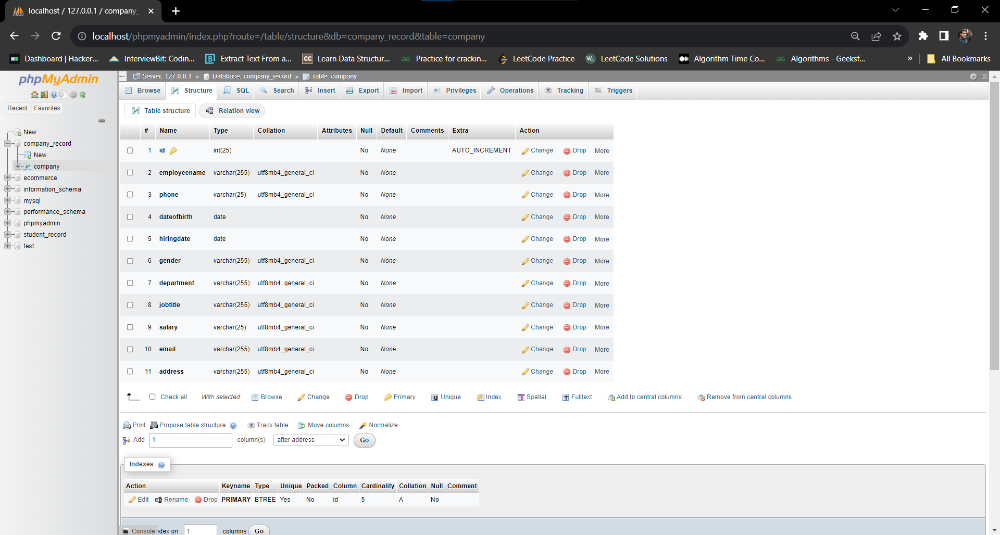 localhost / 127.0.0.1 / company_
localhost/phpmyadmin/index.php?route=/table/structure&db=company_record&table=company
Dashboard | Hacker... InterviewBit: Codin... Extract Text From a... Learn Data Structur... Practice for crackin... LeetCode Practice LeetCode Solutions Algorithm Time Co... Algorithms - Geeksf... » All Bookmarks
phpMyAdmin
Recent Favorites
New
company_record
New
company
ecommerce
information_schema
mysql
performance_schema
phpmyadmin
student_record
test
Server: 127.0.0.1 » Database: company_record » Table: company
Browse Structure SQL Search Insert Export Import Privileges Operations Tracking Triggers
Table structure Relation view
# Name Type Collation Attributes Null Default Comments Extra Action
1 id int(25) No None AUTO_INCREMENT Change Drop More
2 employeename varchar(255) utf8mb4_general_ci No None Change Drop More
3 phone varchar(25) utf8mb4_general_ci No None Change Drop More
4 dateofbirth date No None Change Drop More
5 hiringdate date No None Change Drop More
6 gender varchar(255) utf8mb4_general_ci No None Change Drop More
7 department varchar(255) utf8mb4_general_ci No None Change Drop More
8 jobtitle varchar(255) utf8mb4_general_ci No None Change Drop More
9 salary varchar(25) utf8mb4_general_ci No None Change Drop More
10 email varchar(255) utf8mb4_general_ci No None Change Drop More
11 address varchar(255) utf8mb4_general_ci No None Change Drop More
Check all With selected: Browse Change Drop Primary Unique Index Spatial Fulltext Add to central columns Remove from central columns
Print Propose table structure Track table Move columns Normalize
Add 1 column(s) after address Go
Indexes
Action Keyname Type Unique Packed Column Cardinality Collation Null Comment
Edit Rename Drop PRIMARY BTREE Yes No id 5 A No
Console ndex on 1 columns Go